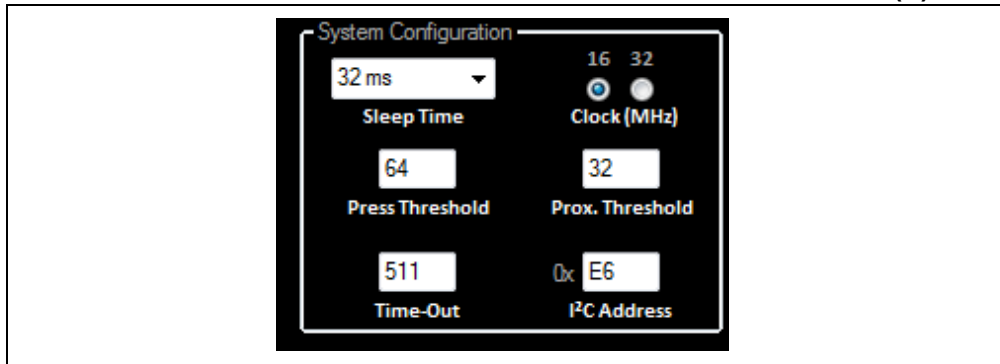 System Configuration
16 32
32 ms
Sleep Time Clock (MHz)
64 32
Press Threshold Prox. Threshold
511 0x E6
Time-Out I²C Address